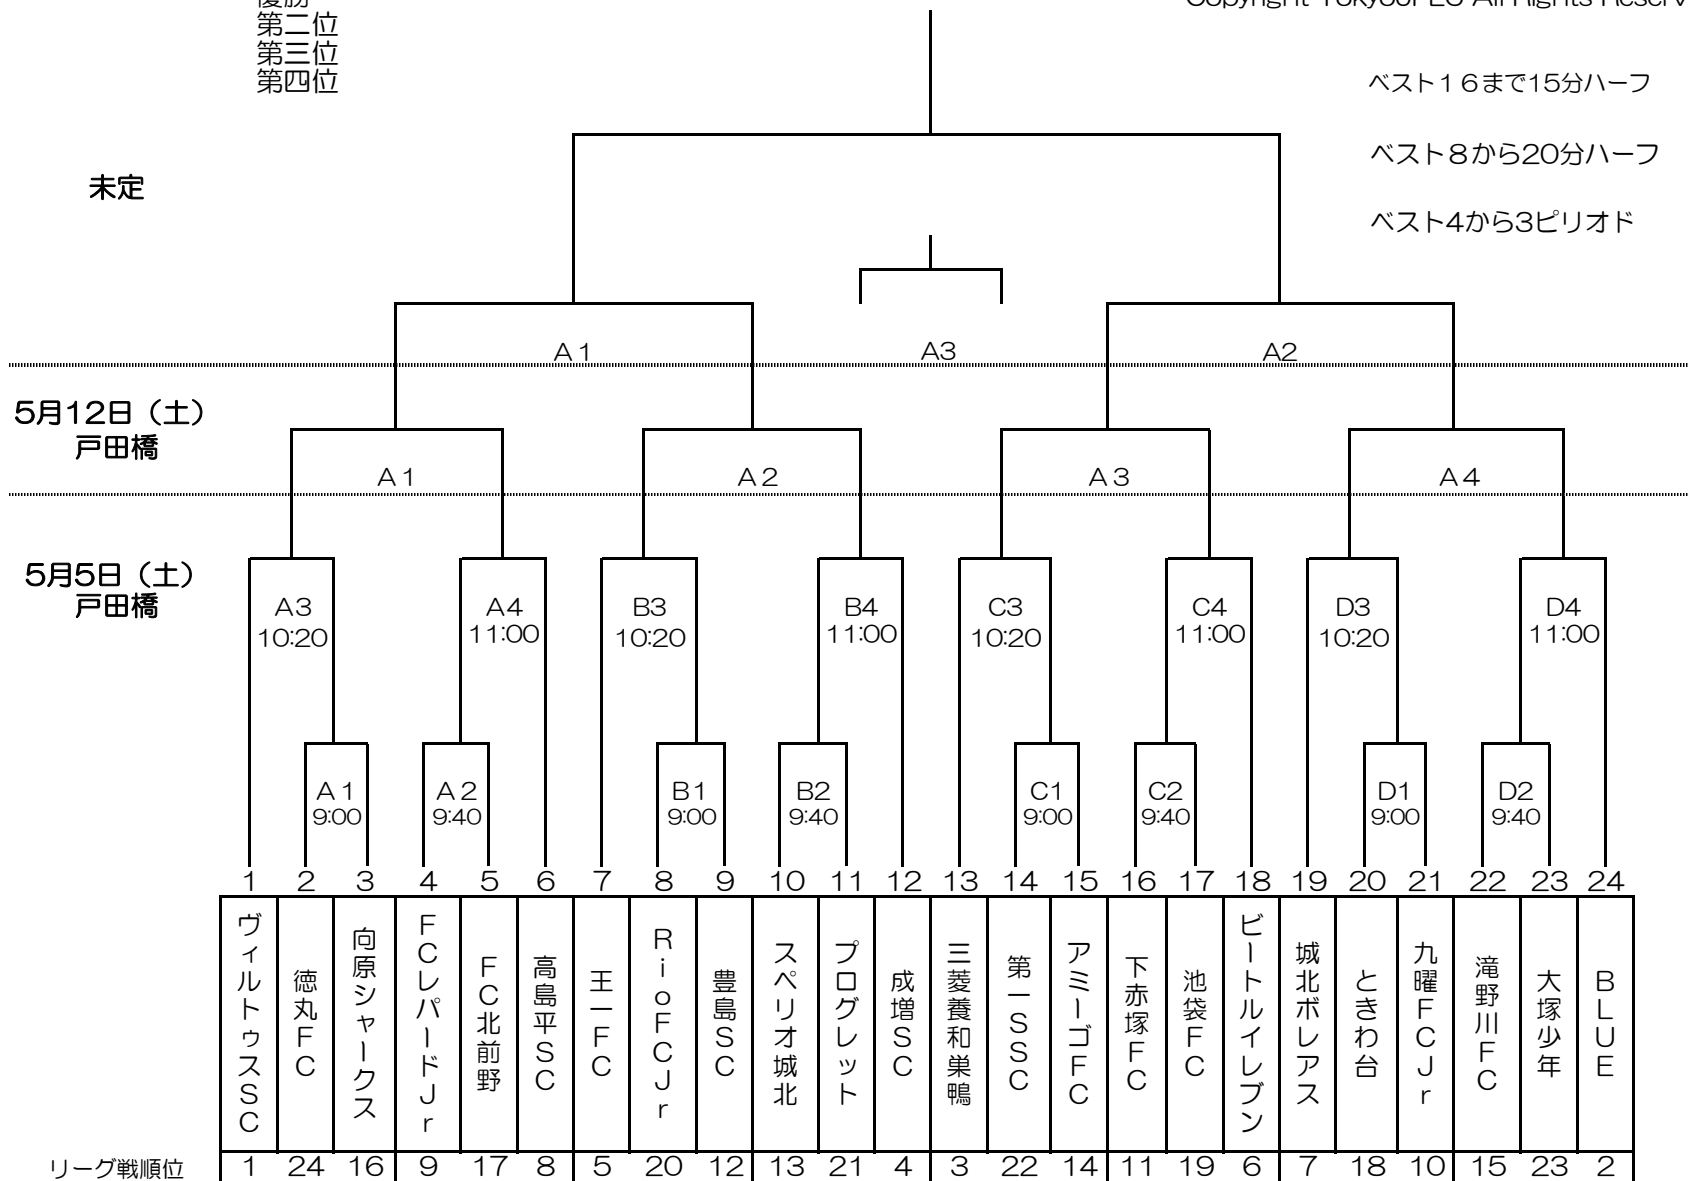 優勝
第二位
第三位
第四位
Copyright TokyoUFLC All Rights Reserv
ベスト１６まで15分ハーフ
ベスト８から20分ハーフ
未定
ベスト4から3ピリオド
Ａ１ A3 A2
5月12日（土）
戸田橋
Ａ１ Ａ２ Ａ３ Ａ４
5月5日（土）
戸田橋
A3 A4 B3 B4 C3 C4 D3 D4
10:20 11:00 10:20 11:00 10:20 11:00 10:20 11:00
Ａ１ Ａ２ B1 B2 C1 C2 D1 D2
9:00 9:40 9:00 9:40 9:00 9:40 9:00 9:40
1 2 3 4 5 6 7 8 9 10 11 12 13 14 15 16 17 18 19 20 21 22 23 24
ヴィルトゥスSC
徳丸FC
向原シャークス
FCレパードJr
FC北前野
高島平SC
王一FC
RioFCJr
豊島SC
スペリオ城北
プログレット
成増SC
三菱養和巣鴨
第一SSC
アミーゴFC
下赤塚FC
池袋FC
ビートルイレブン
城北ボレアス
ときわ台
九曜FCJr
滝野川FC
大塚少年
BLUE
リーグ戦順位 1 24 16 9 17 8 5 20 12 13 21 4 3 22 14 11 19 6 7 18 10 15 23 2